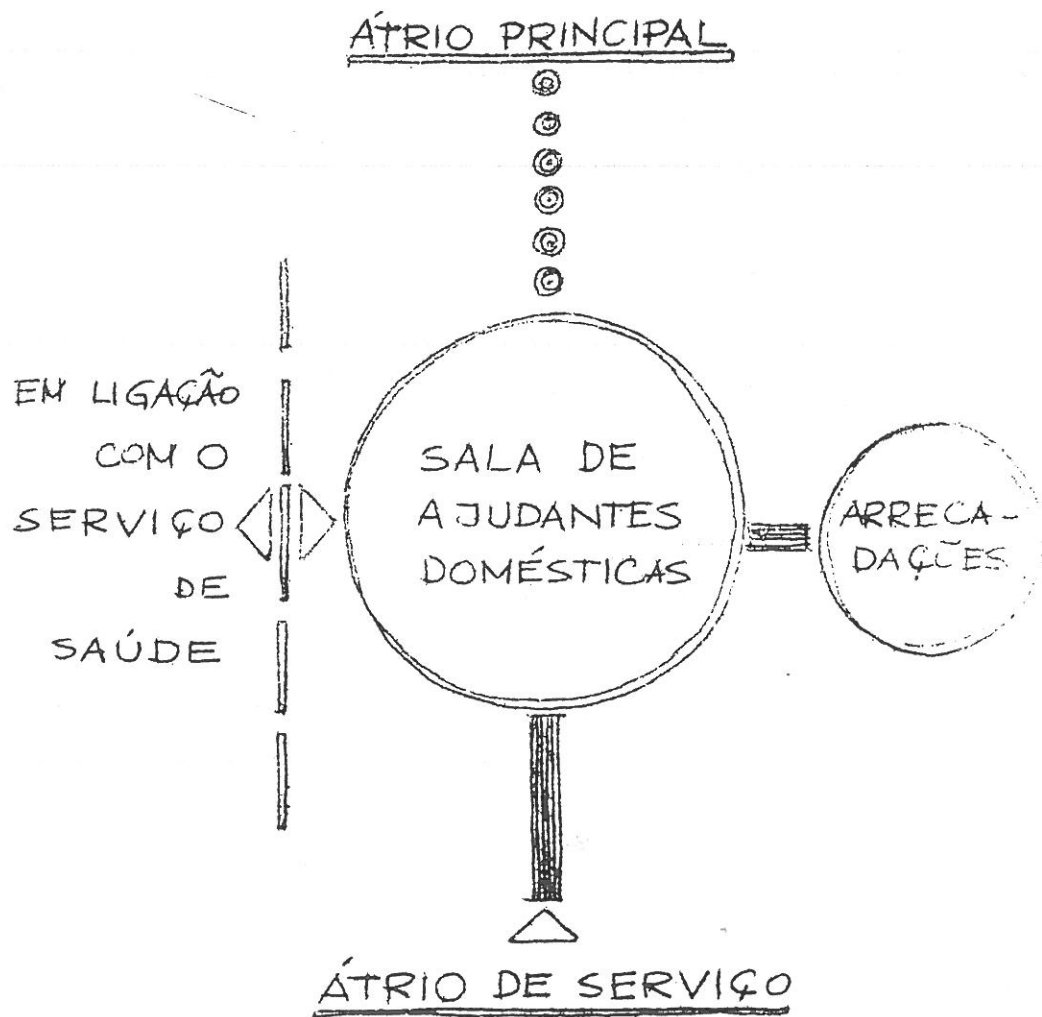 ÁTRIO PRINCIPAL
EM LIGAÇÃO
COM O
SERVIÇO
DE
SAÚDE
SALA DE
AJUDANTES
DOMÉSTICAS
ARRECA-
DAÇÕES
ÁTRIO DE SERVIÇO